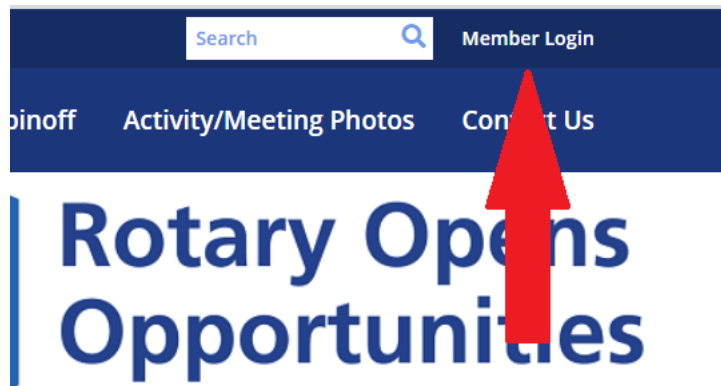 Search Member Login
Activity/Meeting Photos Contact Us
Rotary Opens
Opportunities